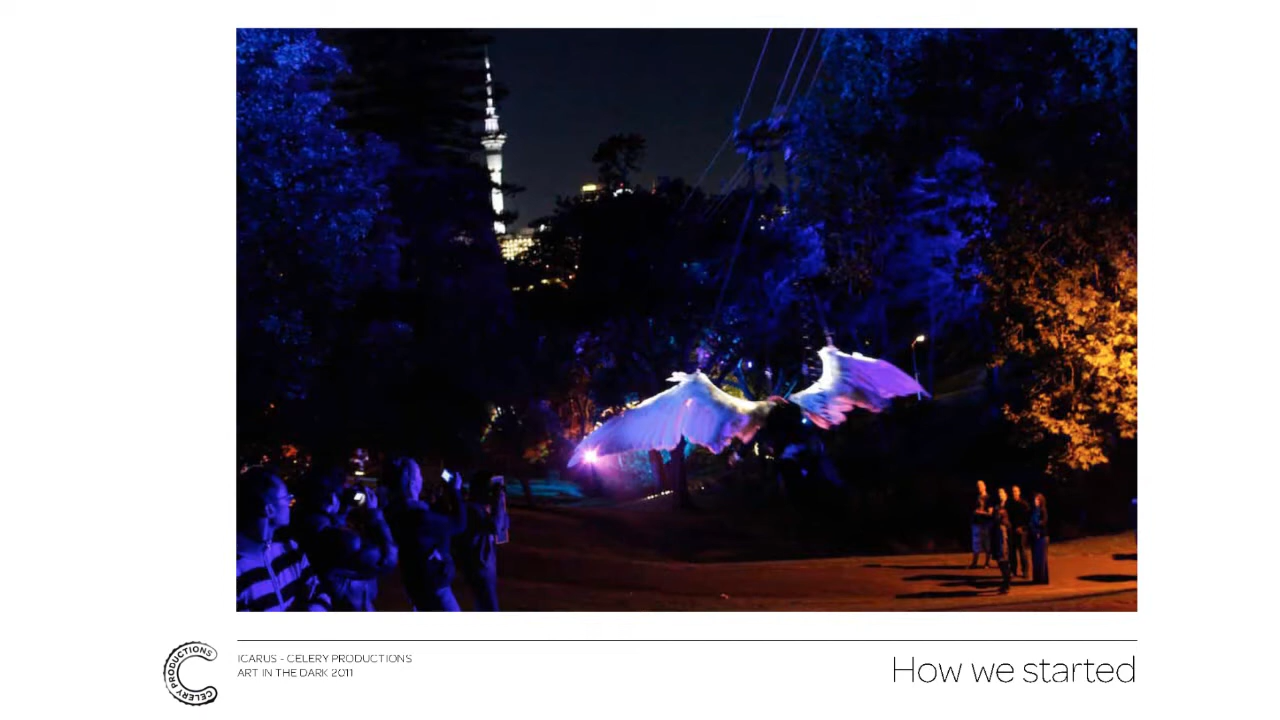 ICARUS - CELERY PRODUCTIONS
ART IN THE DARK 2011
How we started
PRODUCTIONS
CELERY